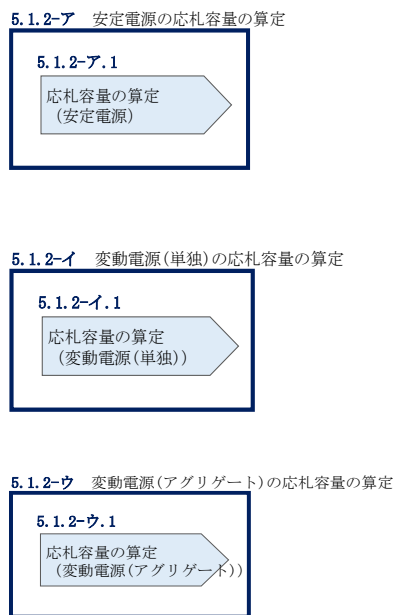 5.1.2-ア 安定電源の応札容量の算定
5.1.2-ア.1
応札容量の算定
(安定電源)
5.1.2-イ 変動電源(単独)の応札容量の算定
5.1.2-イ.1
応札容量の算定
(変動電源(単独))
5.1.2-ウ 変動電源(アグリゲート)の応札容量の算定
5.1.2-ウ.1
応札容量の算定
(変動電源(アグリゲート))